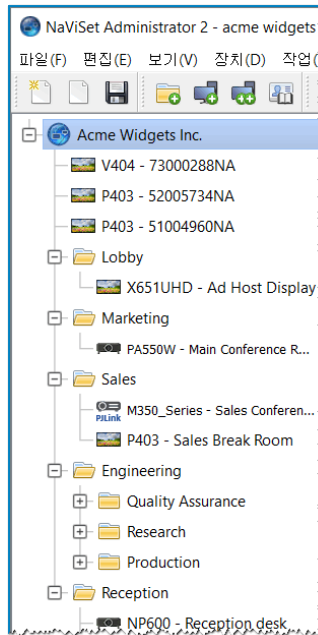 NaViSet Administrator 2 - acme widgets
파일(F) 편집(E) 보기(V) 장치(D) 작업(
Acme Widgets Inc.
V404 - 73000288NA
P403 - 52005734NA
P403 - 51004960NA
Lobby
X651UHD - Ad Host Display
Marketing
PA550W - Main Conference R...
Sales
PJLink M350_Series - Sales Conferen...
P403 - Sales Break Room
Engineering
Quality Assurance
Research
Production
Reception
NP600 - Reception desk